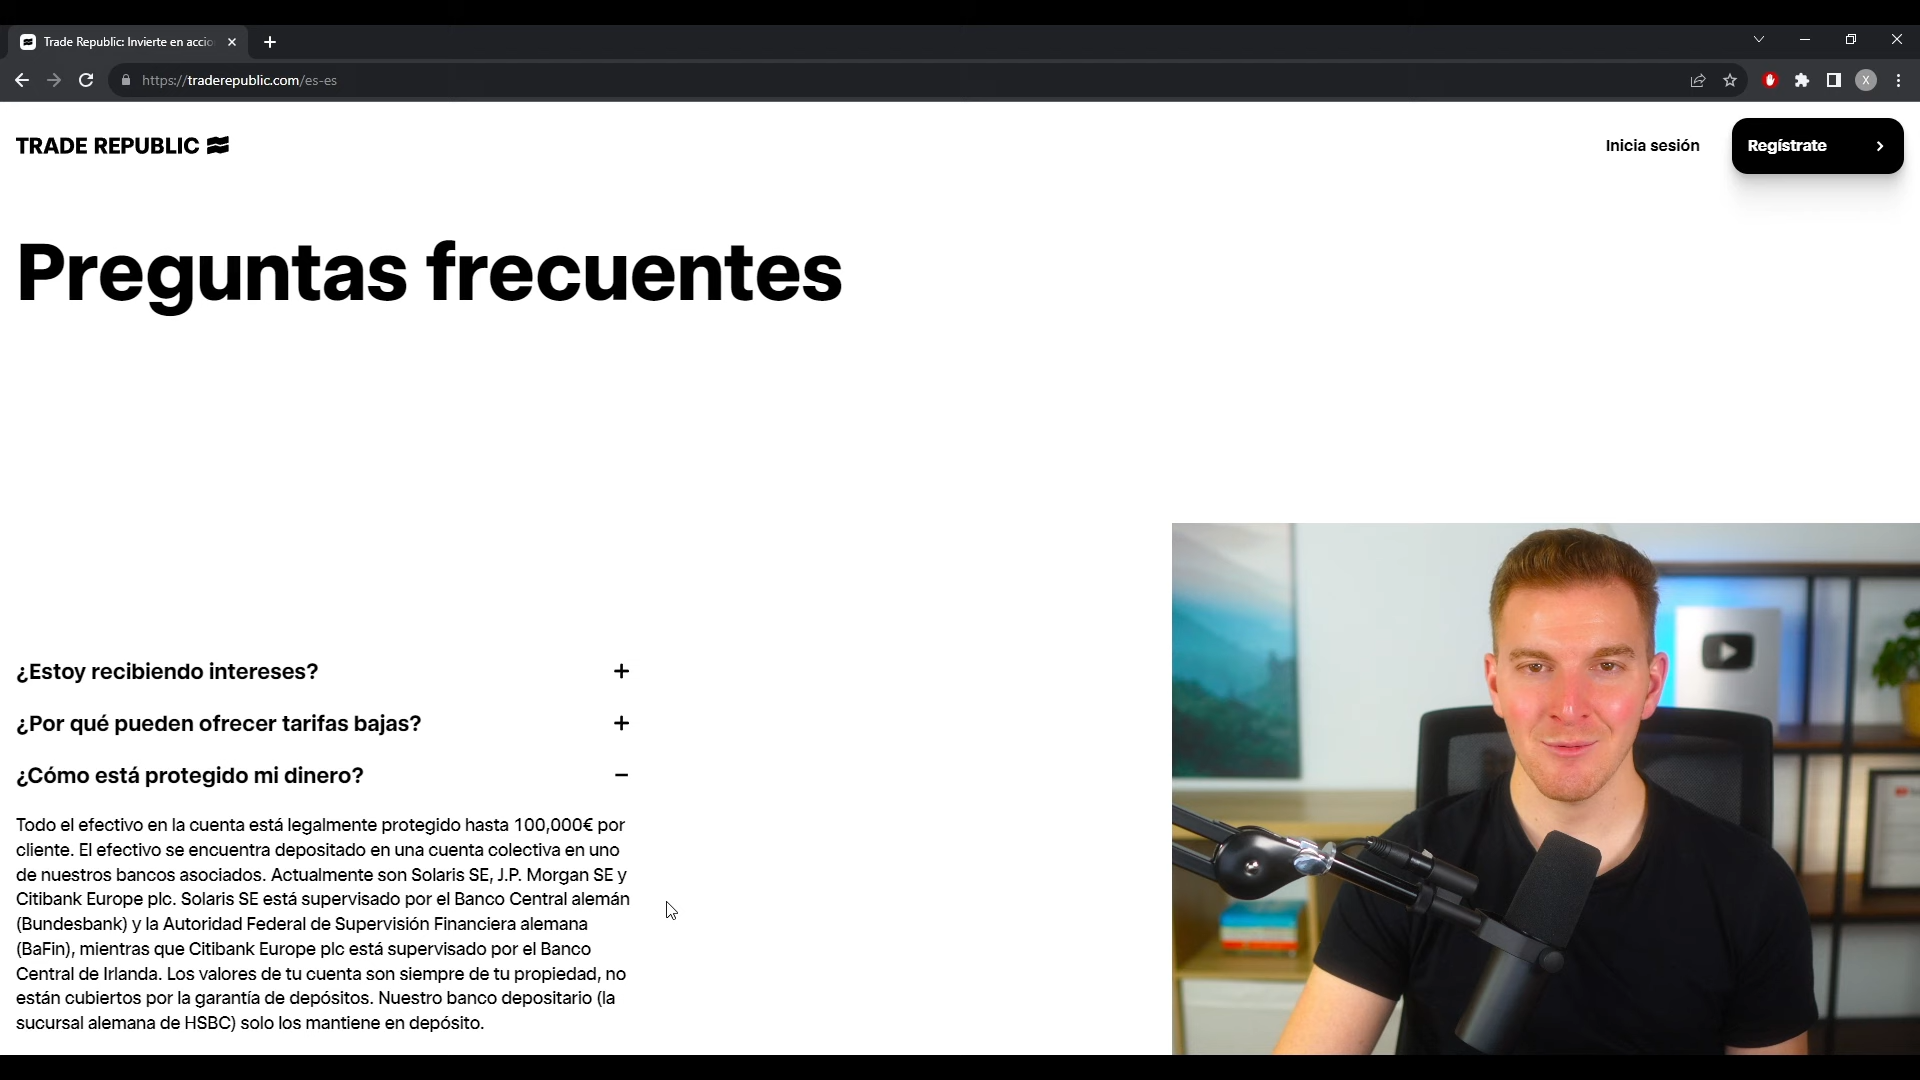 Trade Republic: Invierte en accio
https://traderepublic.com/es-es
X
TRADE REPUBLIC
Inicia sesión
Regístrate
Preguntas frecuentes
¿Estoy recibiendo intereses?
¿Por qué pueden ofrecer tarifas bajas?
¿Cómo está protegido mi dinero?
Todo el efectivo en la cuenta está legalmente protegido hasta 100,000€ por
cliente. El efectivo se encuentra depositado en una cuenta colectiva en uno
de nuestros bancos asociados. Actualmente son Solaris SE, J.P. Morgan SE y
Citibank Europe plc. Solaris SE está supervisado por el Banco Central alemán
(Bundesbank) y la Autoridad Federal de Supervisión Financiera alemana
(BaFin), mientras que Citibank Europe plc está supervisado por el Banco
Central de Irlanda. Los valores de tu cuenta son siempre de tu propiedad, no
están cubiertos por la garantía de depósitos. Nuestro banco depositario (la
sucursal alemana de HSBC) solo los mantiene en depósito.